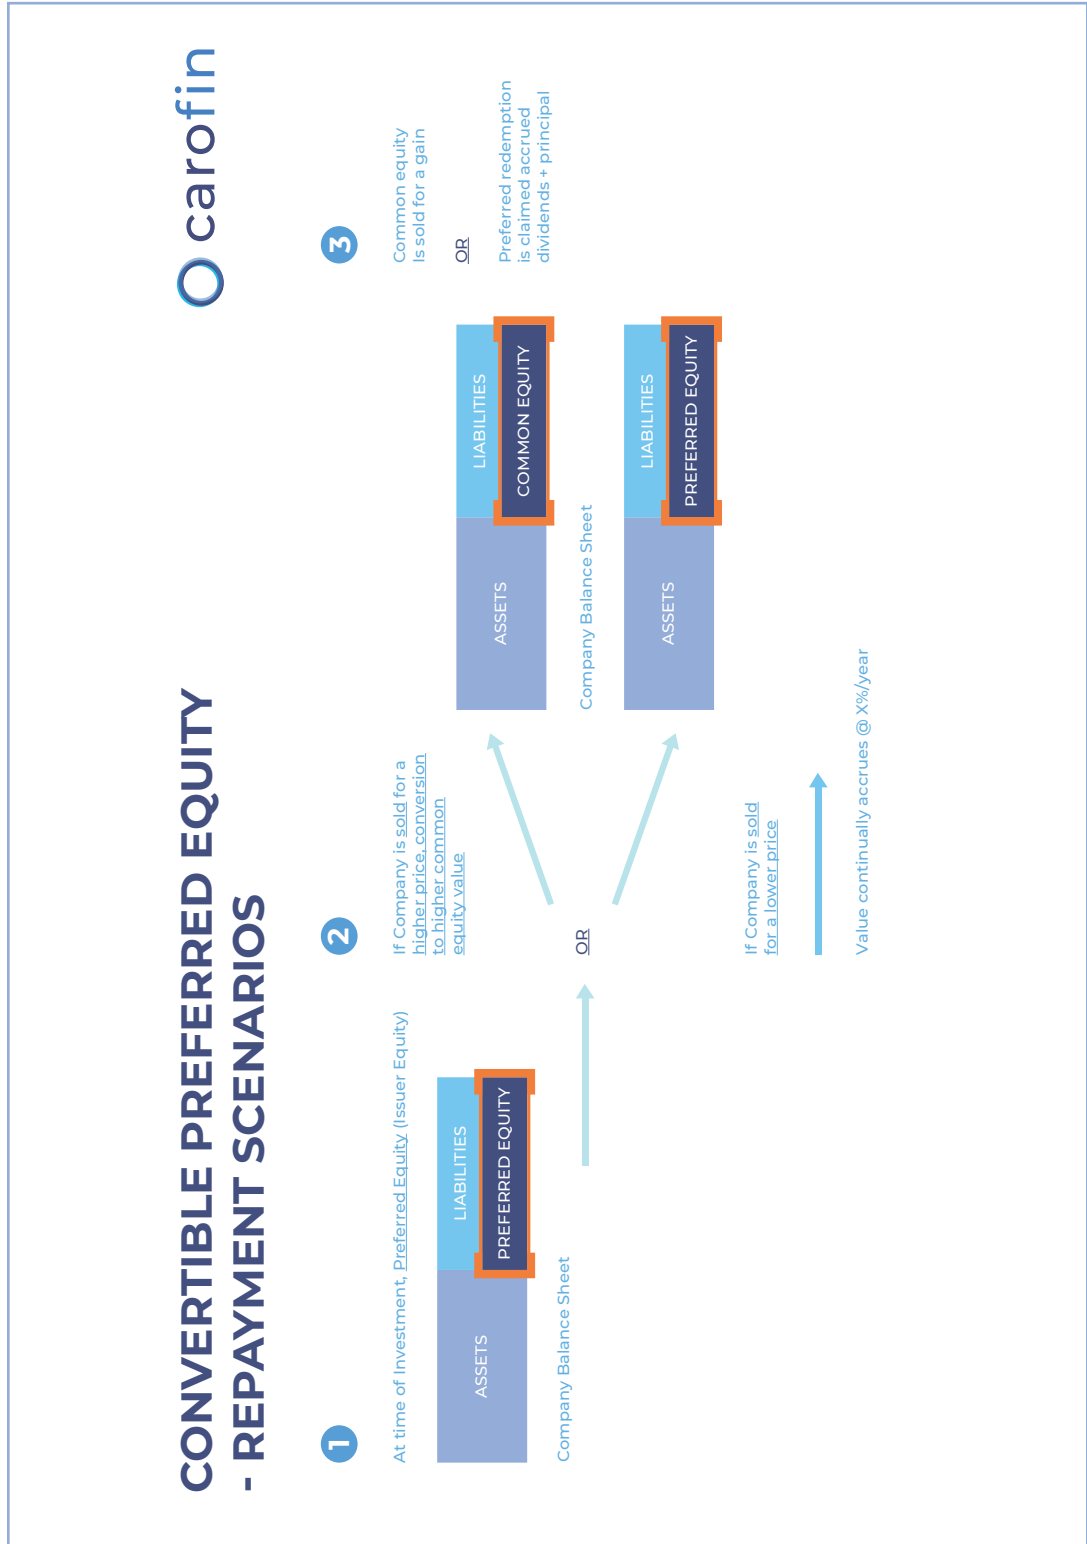 CONVERTIBLE PREFERRED EQUITY
- REPAYMENT SCENARIOS
carofin
1
At time of Investment, Preferred Equity (Issuer Equity)
ASSETS
LIABILITIES
PREFERRED EQUITY
Company Balance Sheet
2
If Company is sold for a
higher price, conversion
to higher common
equity value
OR
If Company is sold
for a lower price
Value continually accrues @ X%/year
3
Common equity
Is sold for a gain
OR
Preferred redemption
is claimed accrued
dividends + principal
ASSETS
LIABILITIES
COMMON EQUITY
Company Balance Sheet
ASSETS
LIABILITIES
PREFERRED EQUITY